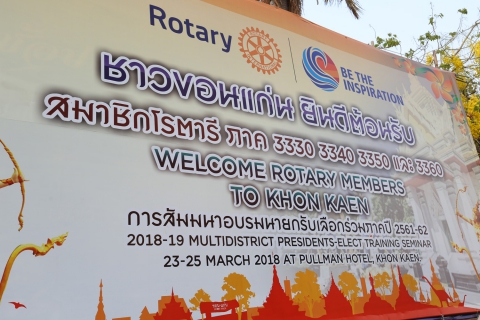 Rotary
BE THE
INSPIRATION
ชาวขอนแก่น ยินดีต้อนรับ
สมาชิกโรตารี ภาค 3330 3340 3350 และ 3360
WELCOME ROTARY MEMBERS
TO KHON KAEN
การสัมมนาอบรมนายกรับเลือกร่วมภาคปี 2561-62
2018-19 MULTIDISTRICT PRESIDENTS-ELECT TRAINING SEMINAR
23-25 MARCH 2018 AT PULLMAN HOTEL, KHON KAEN